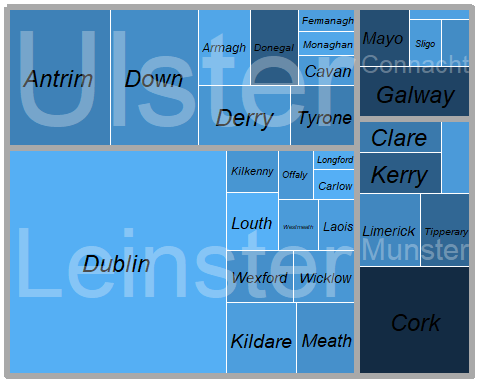 Ulster
Antrim
Down
Armagh
Donegal
Fermanagh
Monaghan
Cavan
Derry
Tyrone
Connacht
Mayo
Sligo
Galway
Leinster
Dublin
Kilkenny
Offaly
Longford
Carlow
Louth
Westmeath
Laois
Wexford
Wicklow
Kildare
Meath
Munster
Clare
Kerry
Limerick
Tipperary
Cork